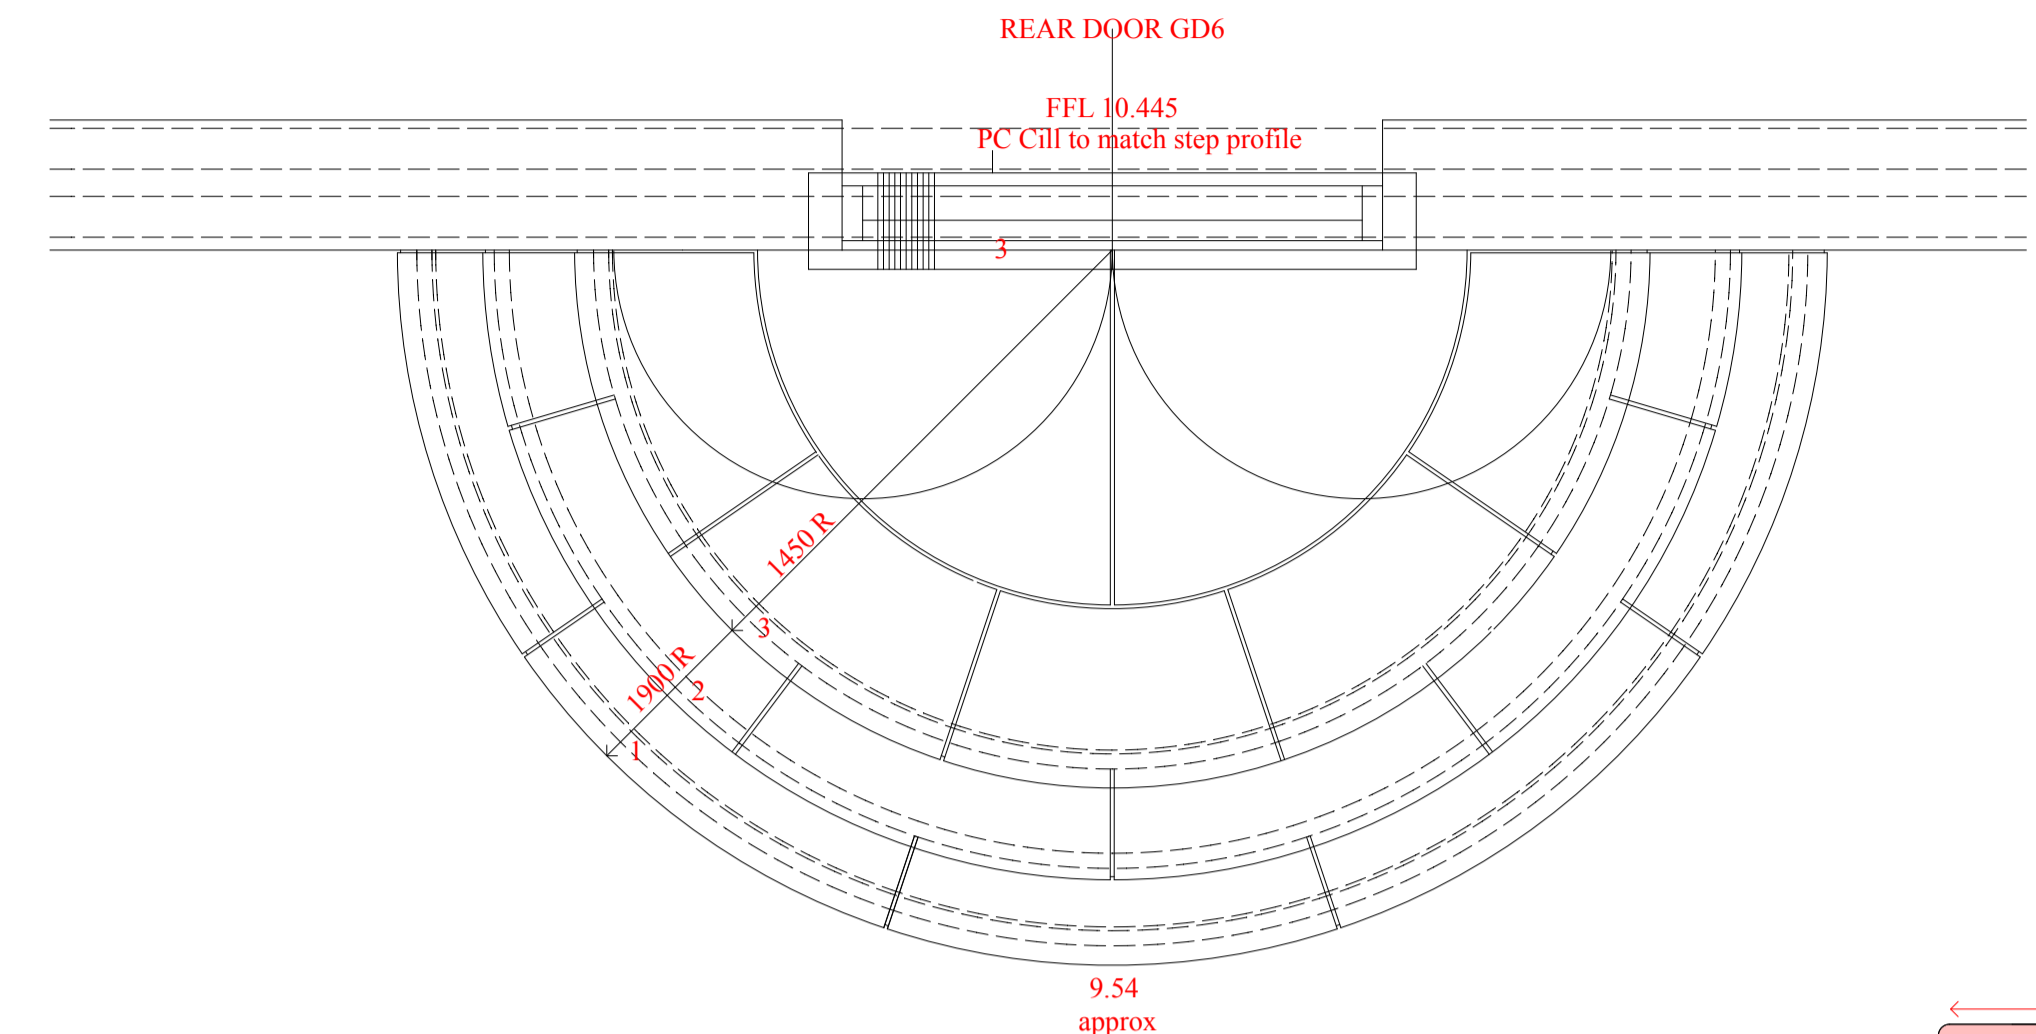 REAR DOOR GD6
FFL 10.445
PC Cill to match step profile
3
1450 R
3
1900 R
2
1
9.54
approx